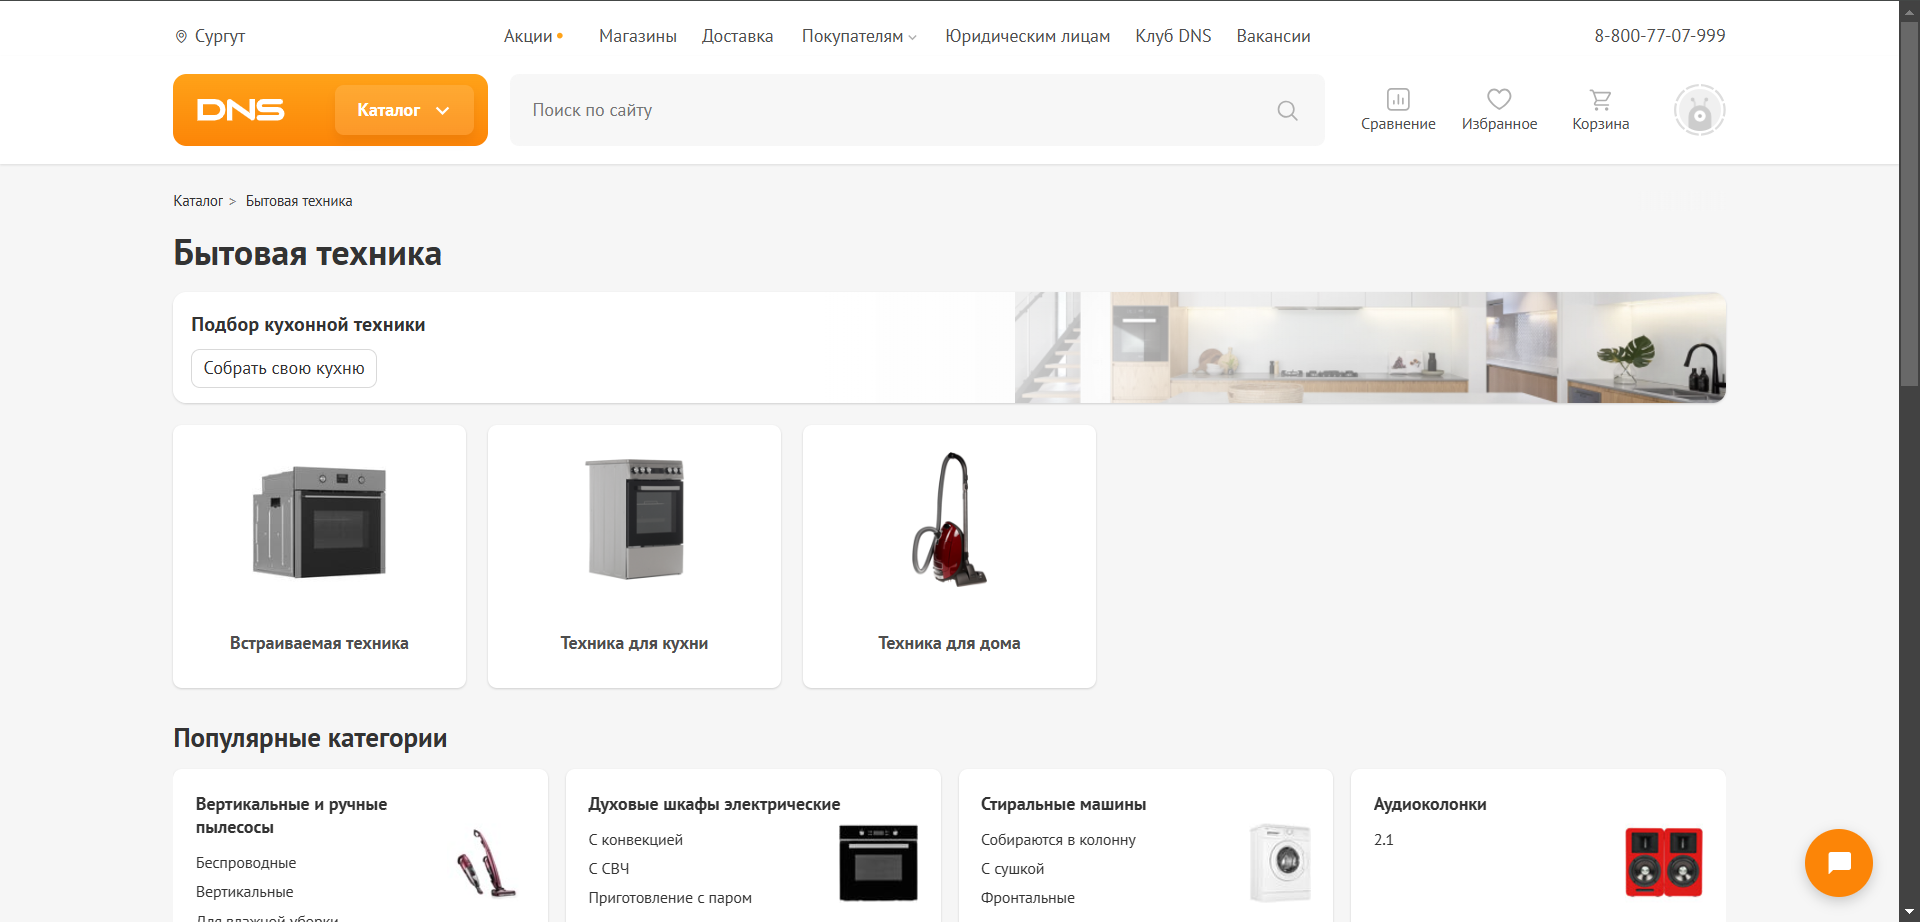 Сургут
Акции
Магазины
Доставка
Покупателям
Юридическим лицам
Клуб DNS
Вакансии
8-800-77-07-999
DNS
Каталог
Поиск по сайту
Сравнение
Избранное
Корзина
Каталог > Бытовая техника
Бытовая техника
Подбор кухонной техники
Собрать свою кухню
Встраиваемая техника
Техника для кухни
Техника для дома
Популярные категории
Вертикальные и ручные
пылесосы
Беспроводные
Вертикальные
Для влажной уборки
Духовые шкафы электрические
С конвекцией
С СВЧ
Приготовление с паром
Стиральные машины
Собираются в колонну
С сушкой
Фронтальные
Аудиоколонки
2.1